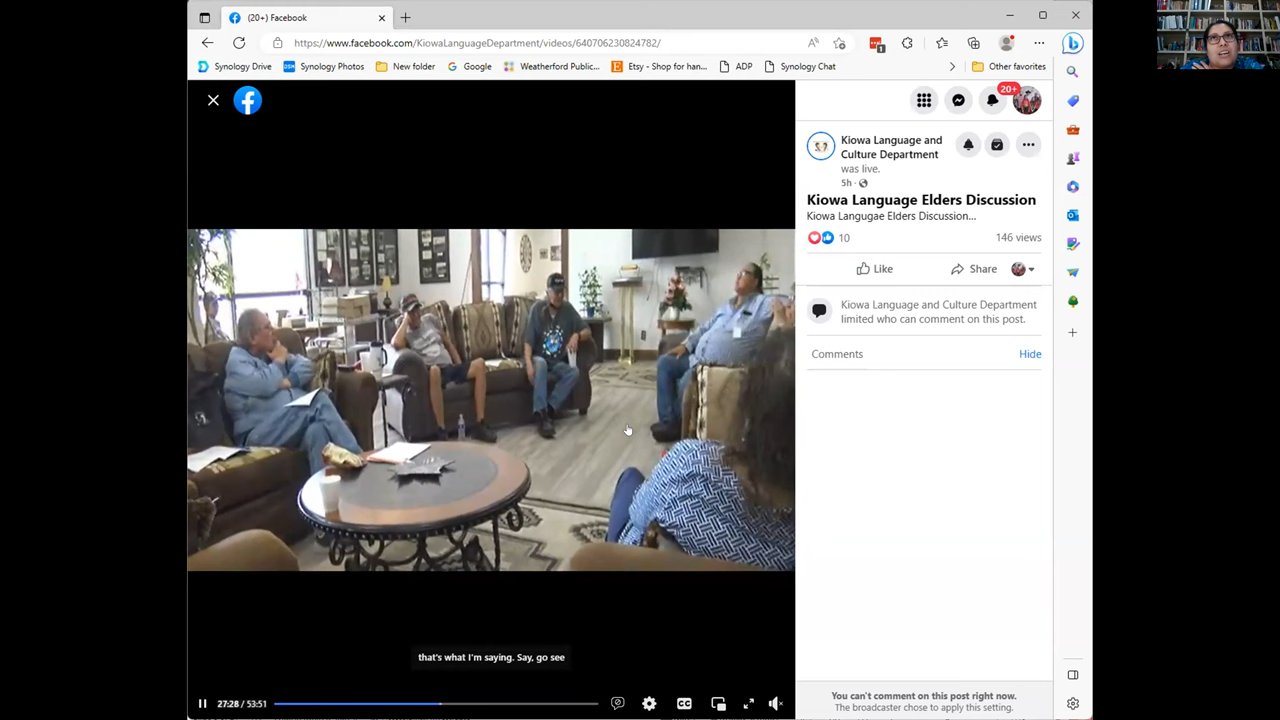 (20+) Facebook
https://www.facebook.com/KiowaLanguageDepartment/videos/640706230824782/
1
Synology Drive
DSM
Synology Photos
New folder
Google
Weatherford Public...
Etsy - Shop for han...
ADP
Synology Chat
Other favorites
20+
Kiowa Language and
Culture Department
was live.
5h ·
Kiowa Language Elders Discussion
Kiowa Langugae Elders Discussion...
10
146 views
Like
Share
Kiowa Language and Culture Department
limited who can comment on this post.
Comments
Hide
that's what I'm saying. Say, go see
27:28 / 53:51
CC
You can't comment on this post right now.
The broadcaster chose to apply this setting.